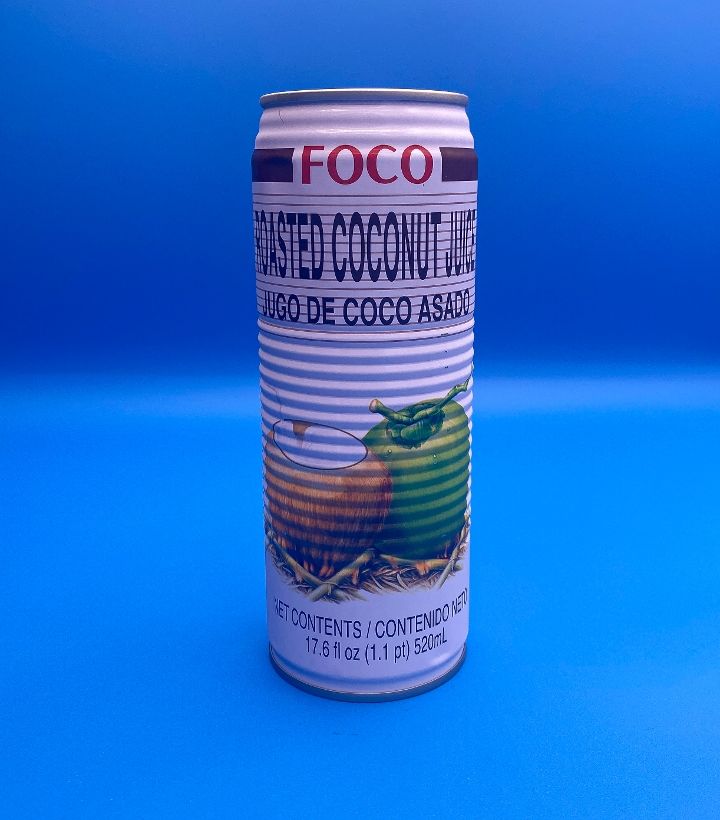 FOCO
ROASTED COCONUT JUICE
JUGO DE COCO ASADO
NET CONTENTS / CONTENIDO NETO
17.6 fl oz (1.1 pt) 520mL